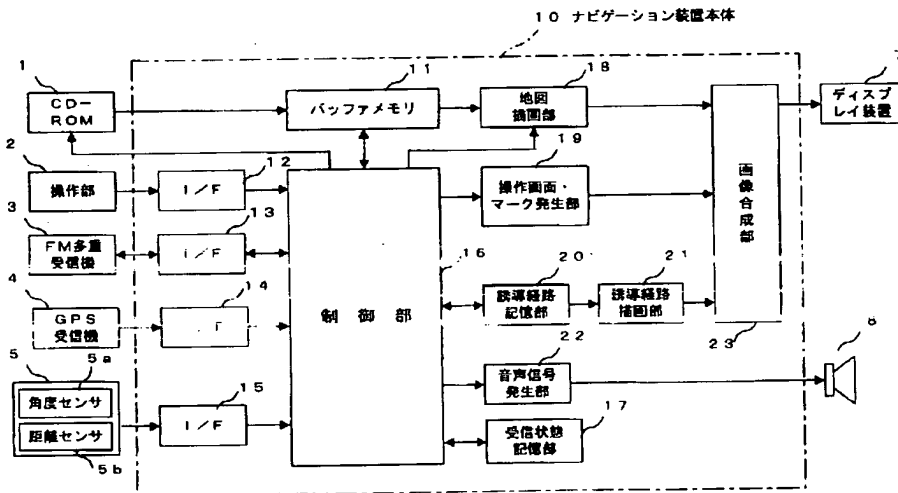 10 ナビゲーション装置本体
1
CD-
ROM
11
バッファメモリ
18
地図
描画部
ディスプ
レイ装置
2
操作部
12
I/F
19
操作画面・
マーク発生部
画像合成部
3
FM多重
受信機
13
I/F
16
制御部
20
誘導経路
記憶部
21
誘導経路
描画部
23
4
GPS
受信機
14
F
22
音声信号
発生部
8
5
5a
角度センサ
距離センサ
5b
15
I/F
17
受信状態
記憶部